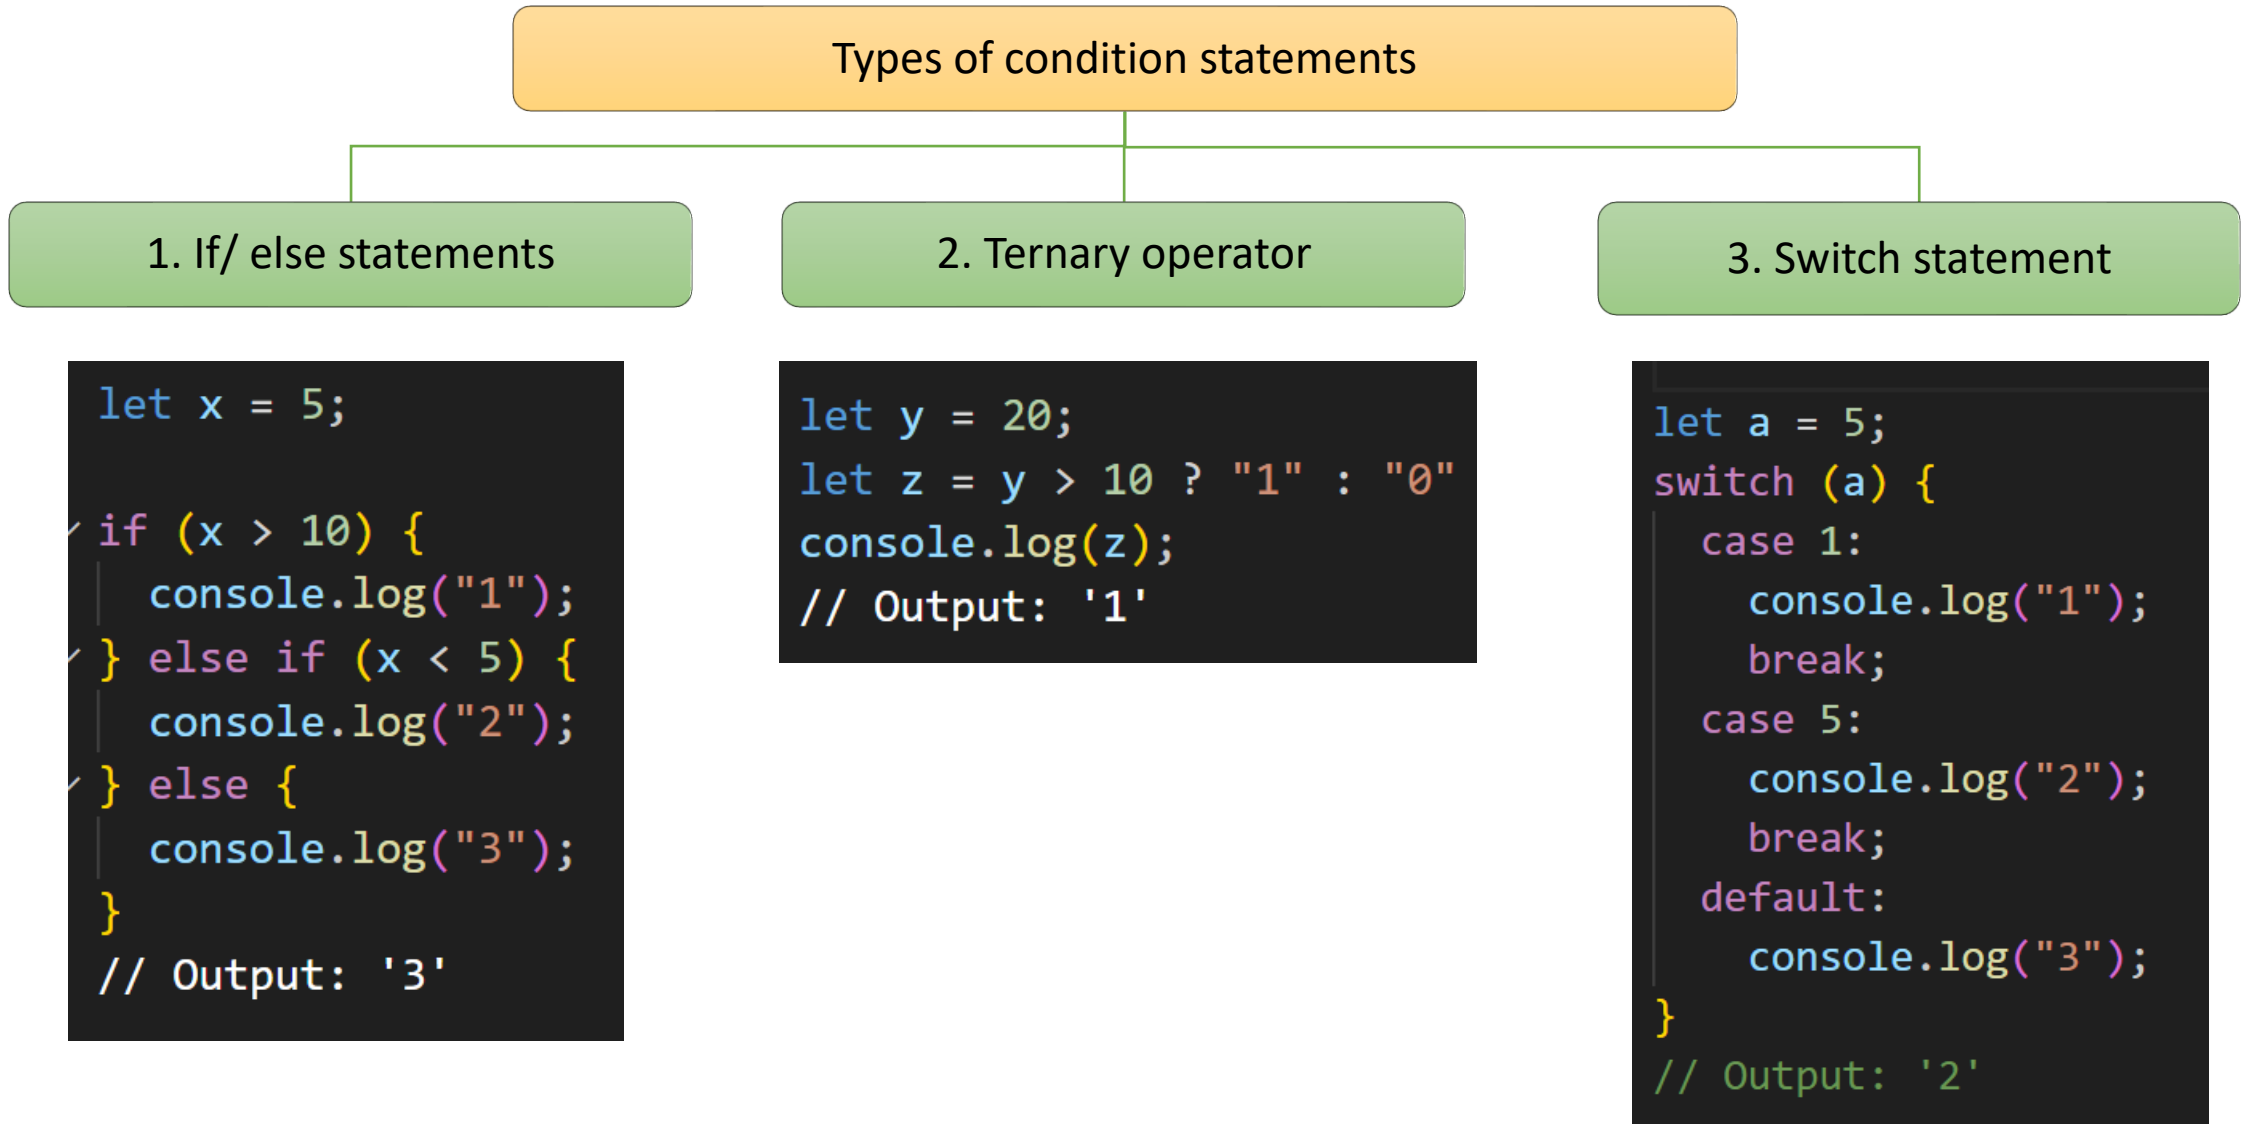 Types of condition statements
1. If/ else statements
2. Ternary operator
3. Switch statement
let x = 5;
if (x > 10) {
console.log("1");
} else if (x < 5) {
console.log("2");
} else {
console.log("3");
}
// Output: '3'
let y = 20;
let z = y > 10 ? "1" : "0"
console.log(z);
// Output: '1'
let a = 5;
switch (a) {
case 1:
console.log("1");
break;
case 5:
console.log("2");
break;
default:
console.log("3");
}
// Output: '2'